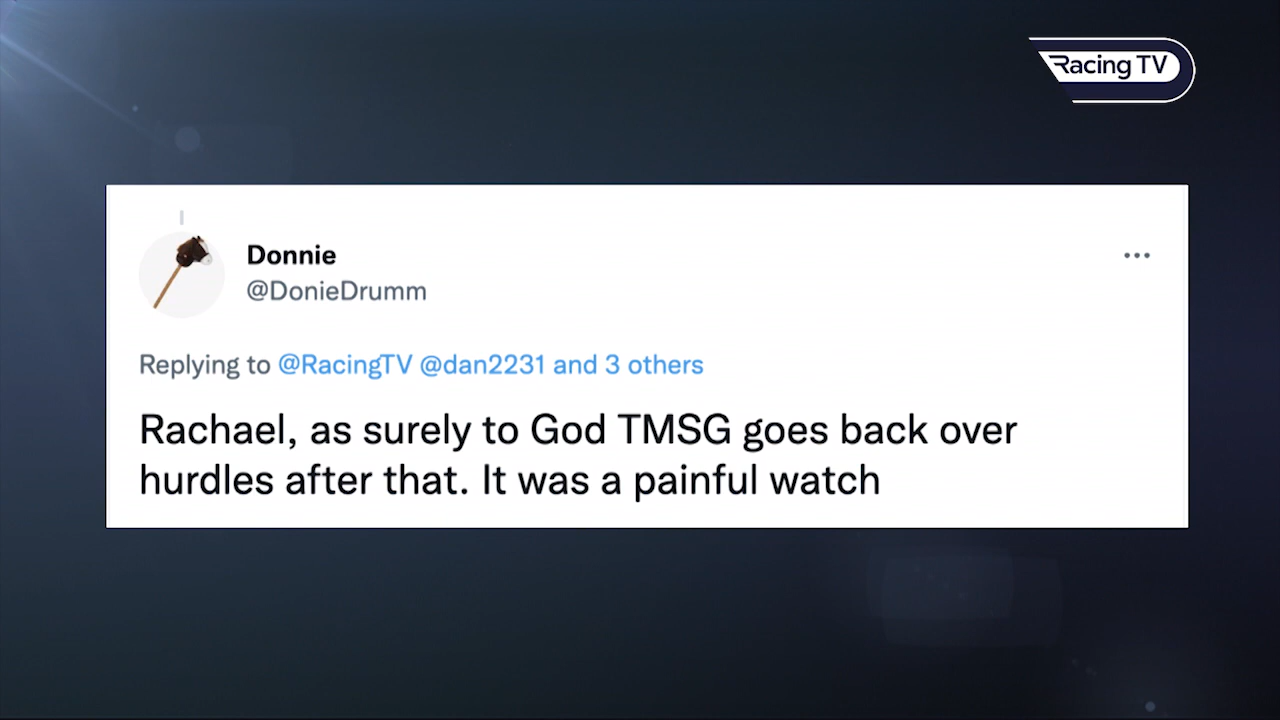 Racing TV
Donnie
@DonieDrumm
Replying to @RacingTV @dan2231 and 3 others
Rachael, as surely to God TMSG goes back over
hurdles after that. It was a painful watch